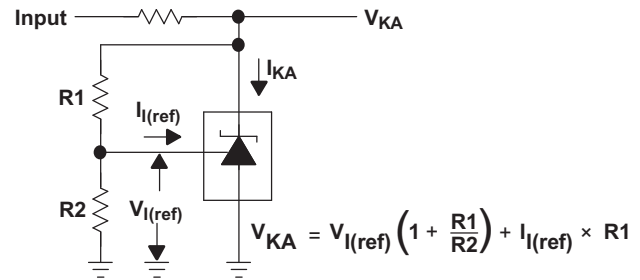 Input
V_KA
I_KA
R1
I_I(ref)
R2
V_I(ref)
V_KA = V_I(ref) (1 + R1/R2) + I_I(ref) × R1